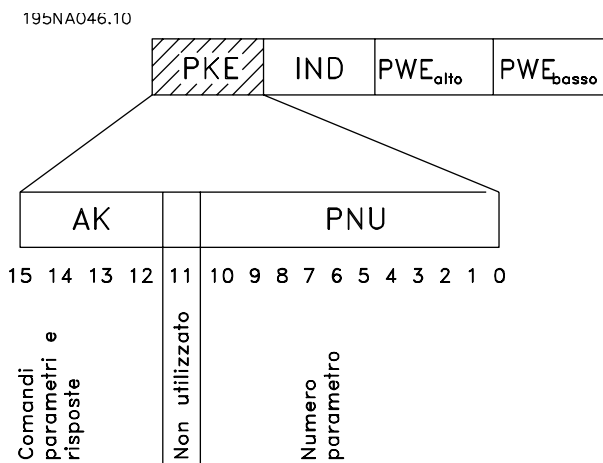 195NA046.10
PKE IND PWEalto PWEbasso
AK PNU
15 14 13 12 11 10 9 8 7 6 5 4 3 2 1 0
Comandi
parametri e
risposte
Non utilizzato
Numero
parametro